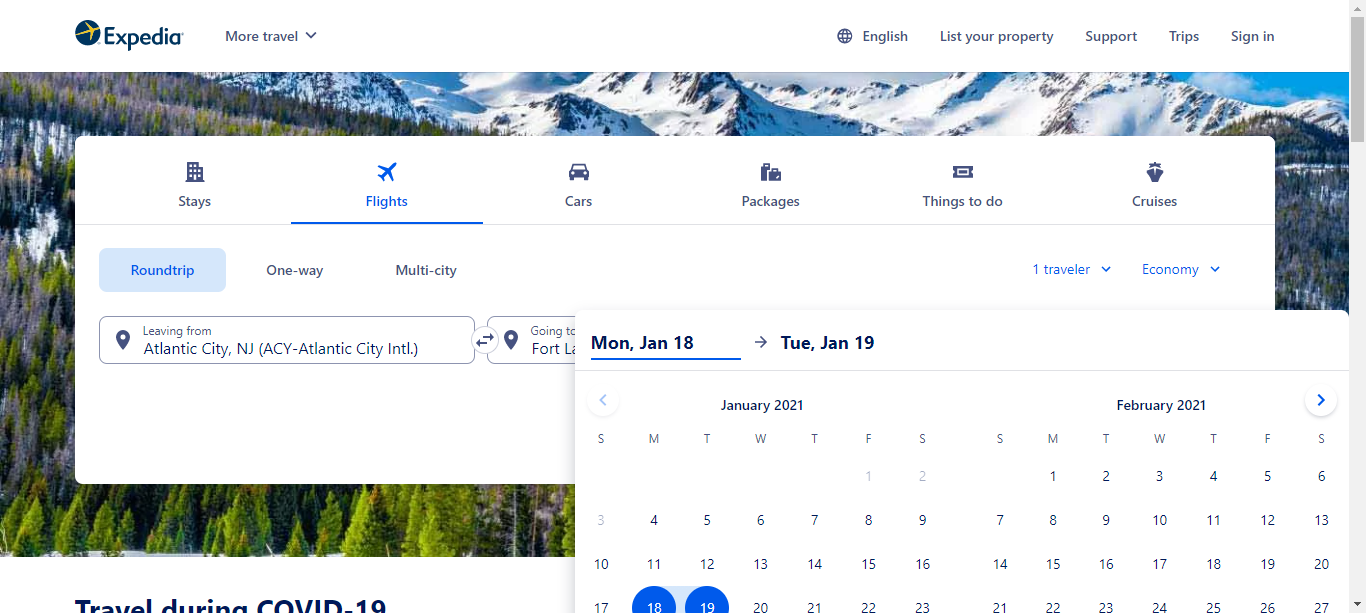 Expedia
More travel
English
List your property
Support
Trips
Sign in
Stays
Flights
Cars
Packages
Things to do
Cruises
Roundtrip
One-way
Multi-city
1 traveler
Economy
Leaving from
Atlantic City, NJ (ACY-Atlantic City Intl.)
Going to
Fort La
Mon, Jan 18
Tue, Jan 19
January 2021
S M T W T F S
1 2
3 4 5 6 7 8 9
10 11 12 13 14 15 16
17 18 19 20 21 22 23
February 2021
S M T W T F S
1 2 3 4 5 6
7 8 9 10 11 12 13
14 15 16 17 18 19 20
21 22 23 24 25 26 27
Travel during COVID-19